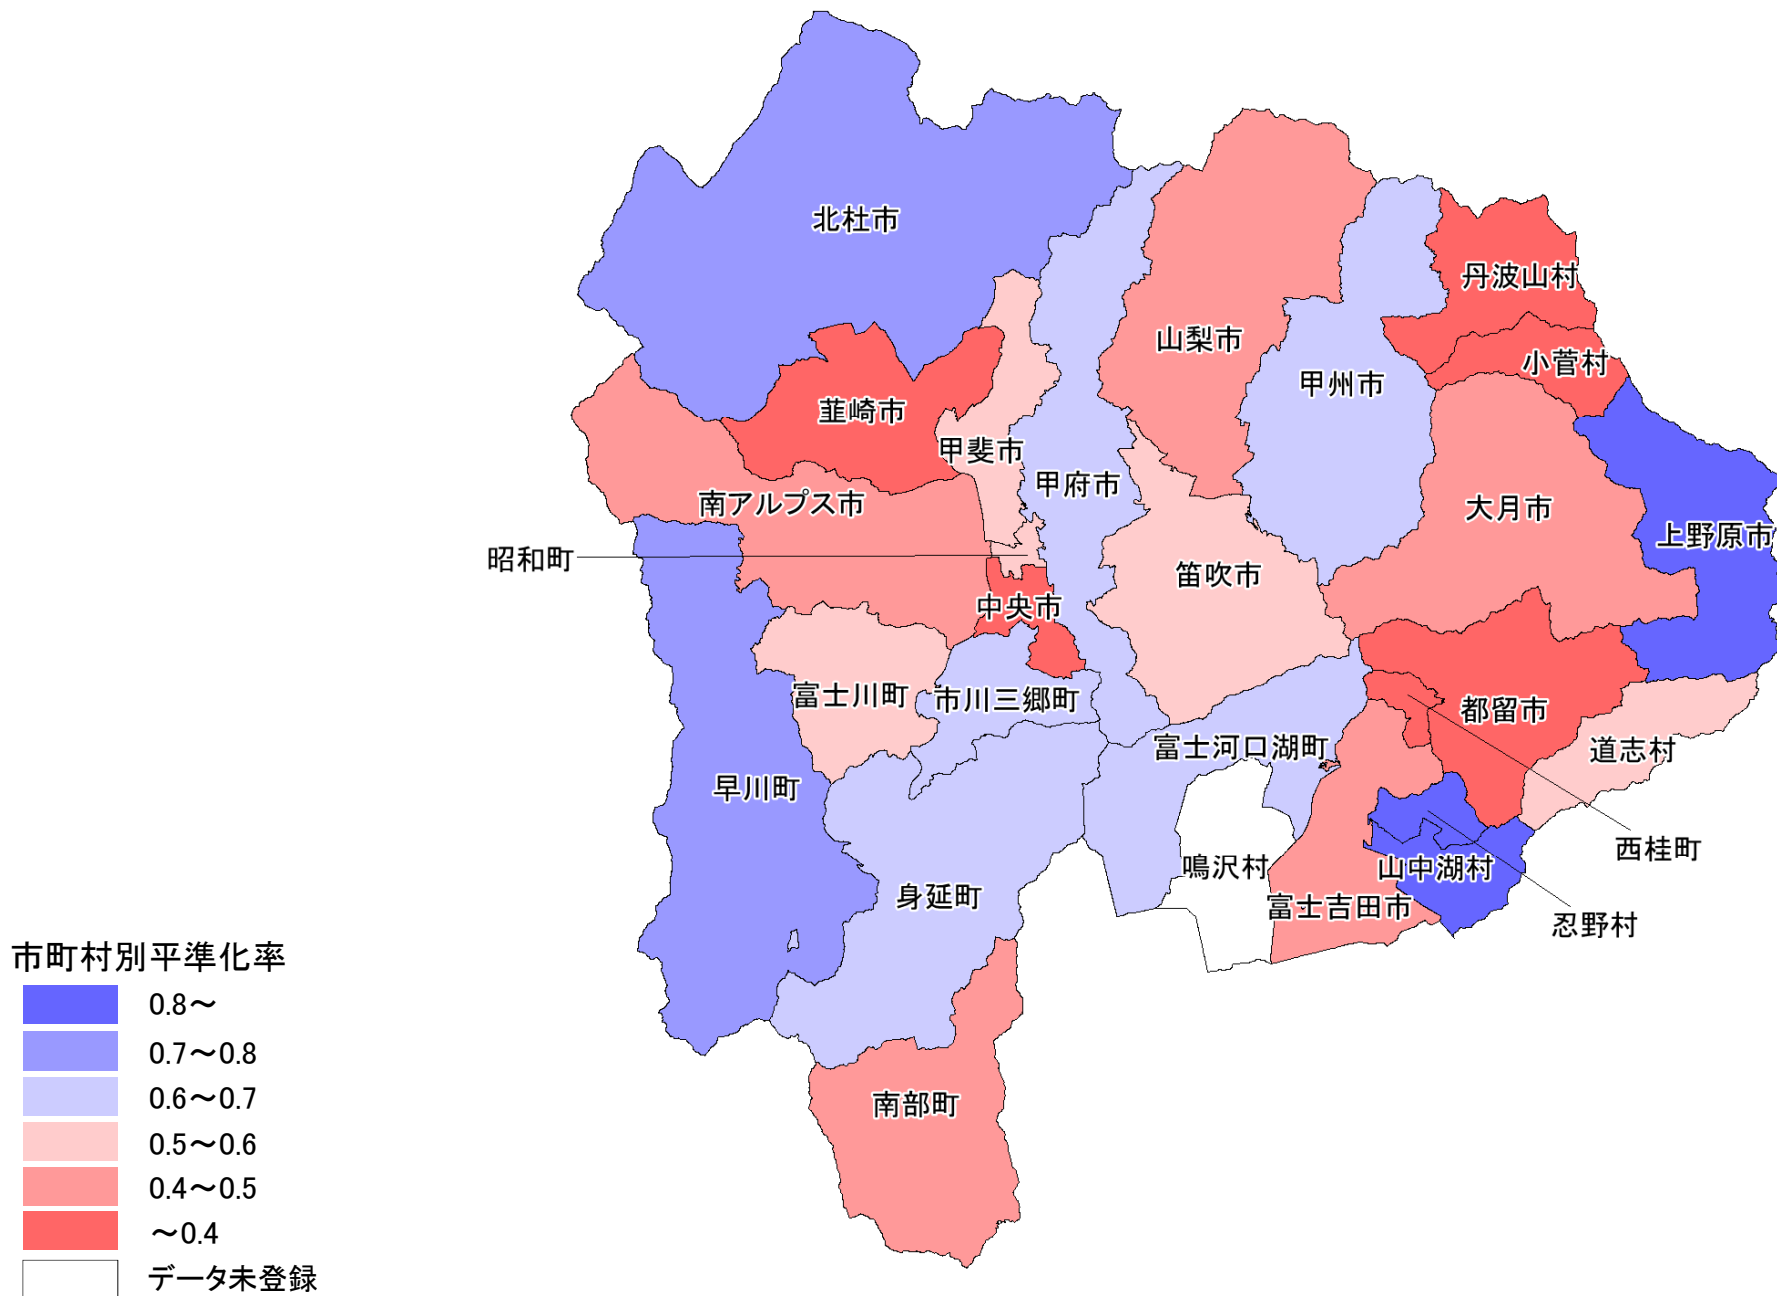 北杜市
丹波山村
山梨市
小菅村
甲州市
韮崎市
甲斐市
甲府市
南アルプス市
大月市
上野原市
昭和町
笛吹市
中央市
富士川町
市川三郷町
都留市
富士河口湖町
道志村
早川町
西桂町
鳴沢村
山中湖村
身延町
富士吉田市
忍野村
南部町
市町村別平準化率
0.8～
0.7～0.8
0.6～0.7
0.5～0.6
0.4～0.5
～0.4
データ未登録